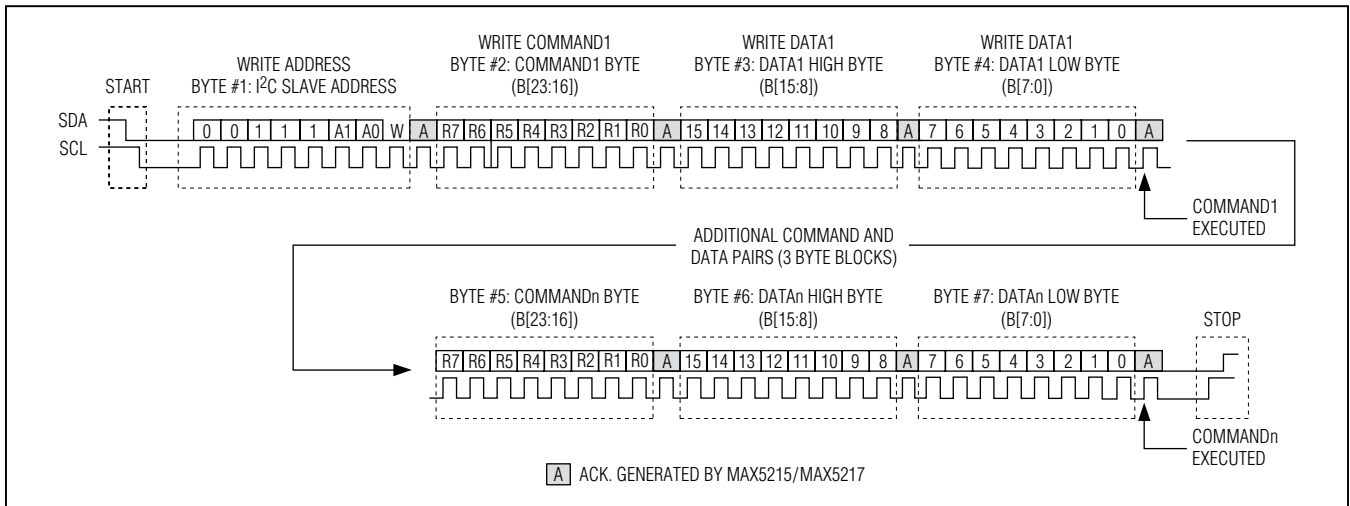 WRITE ADDRESS
BYTE #1: I²C SLAVE ADDRESS
WRITE COMMAND1
BYTE #2: COMMAND1 BYTE
(B[23:16])
WRITE DATA1
BYTE #3: DATA1 HIGH BYTE
(B[15:8])
WRITE DATA1
BYTE #4: DATA1 LOW BYTE
(B[7:0])
START
SDA
0 0 1 1 1 A1 A0 W A R7 R6 R5 R4 R3 R2 R1 R0 A 15 14 13 12 11 10 9 8 A 7 6 5 4 3 2 1 0 A
SCL
COMMAND1
EXECUTED
ADDITIONAL COMMAND AND
DATA PAIRS (3 BYTE BLOCKS)
BYTE #5: COMMANDn BYTE
(B[23:16])
BYTE #6: DATAn HIGH BYTE
(B[15:8])
BYTE #7: DATAn LOW BYTE
(B[7:0])
STOP
R7 R6 R5 R4 R3 R2 R1 R0 A 15 14 13 12 11 10 9 8 A 7 6 5 4 3 2 1 0 A
COMMANDn
EXECUTED
A ACK. GENERATED BY MAX5215/MAX5217